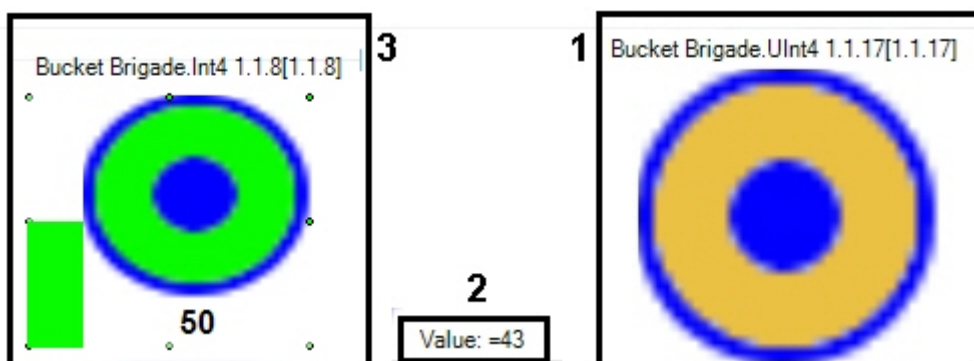 Bucket Brigade.Int4 1.1.8[1.1.8]
3
1
Bucket Brigade.UInt4 1.1.17[1.1.17]
50
2
Value: =43